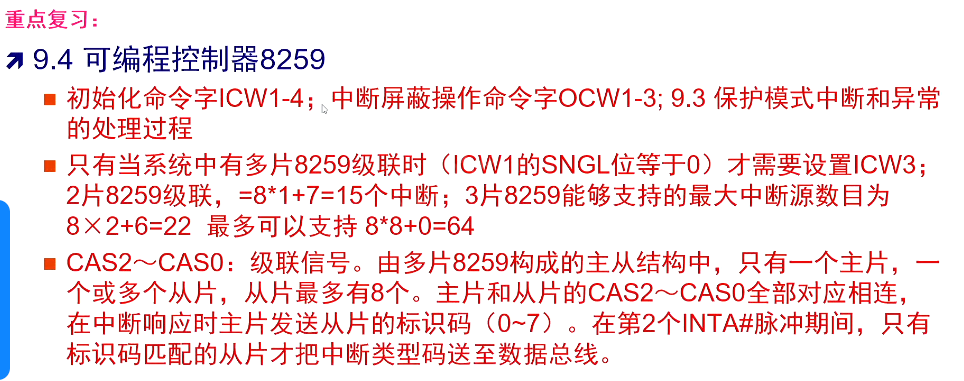 重点复习：
9.4 可编程控制器8259
初始化命令字ICW1-4；中断屏蔽操作命令字OCW1-3; 9.3 保护模式中断和异常
的处理过程
只有当系统中有多片8259级联时（ICW1的SNGL位等于0）才需要设置ICW3；
2片8259级联，=8*1+7=15个中断；3片8259能够支持的最大中断源数目为
8×2+6=22 最多可以支持 8*8+0=64
CAS2～CAS0：级联信号。由多片8259构成的主从结构中，只有一个主片，一
个或多个从片，从片最多有8个。主片和从片的CAS2～CAS0全部对应相连，
在中断响应时主片发送从片的标识码（0~7）。在第2个INTA#脉冲期间，只有
标识码匹配的从片才把中断类型码送至数据总线。